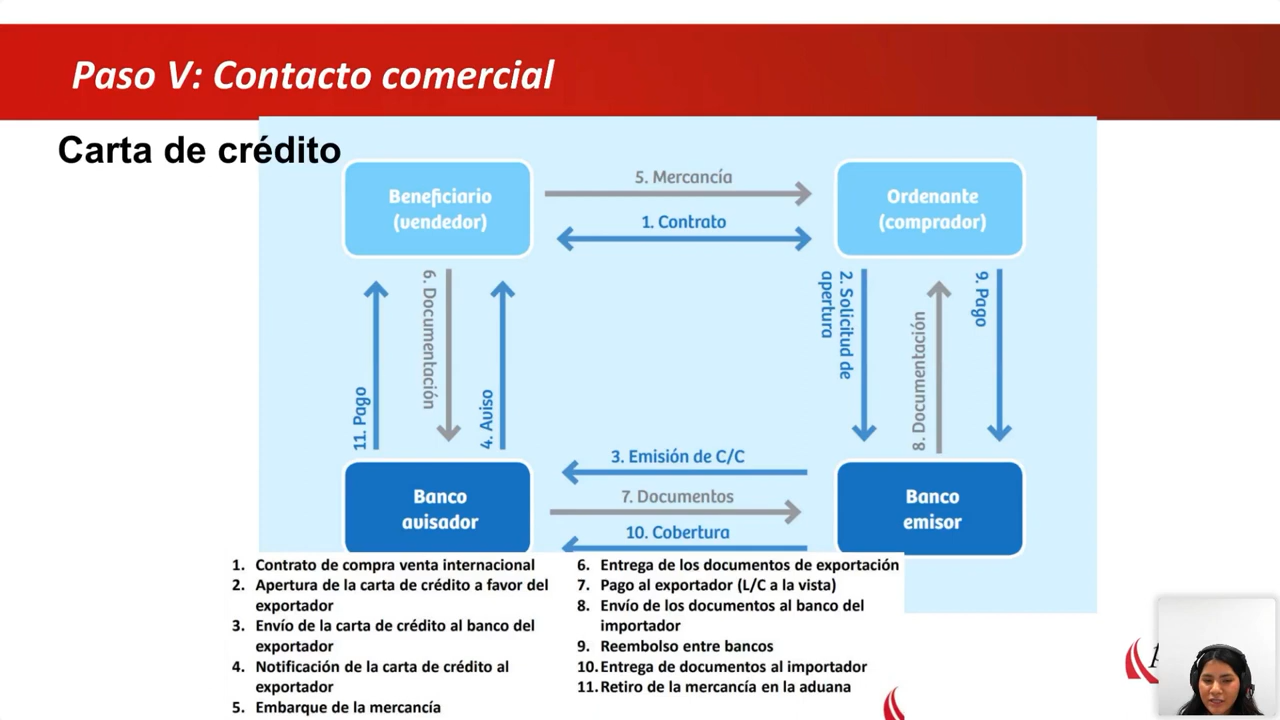 Paso V: Contacto comercial
Carta de crédito
Beneficiario
(vendedor)
5. Mercancía
1. Contrato
Ordenante
(comprador)
11. Pago
6. Documentación
4. Aviso
2. Solicitud de
apertura
8. Documentación
9. Pago
Banco
avisador
3. Emisión de C/C
7. Documentos
10. Cobertura
Banco
emisor
1. Contrato de compra venta internacional
2. Apertura de la carta de crédito a favor del
exportador
3. Envío de la carta de crédito al banco del
exportador
4. Notificación de la carta de crédito al
exportador
5. Embarque de la mercancía
6. Entrega de los documentos de exportación
7. Pago al exportador (L/C a la vista)
8. Envío de los documentos al banco del
importador
9. Reembolso entre bancos
10. Entrega de documentos al importador
11. Retiro de la mercancía en la aduana